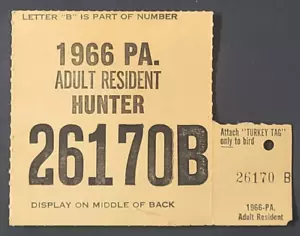 LETTER "B" IS PART OF NUMBER
1966 PA.
ADULT RESIDENT
HUNTER
26170B
DISPLAY ON MIDDLE OF BACK
Attach "TURKEY TAG"
only to bird
26170 B
1966-PA.
Adult Resident